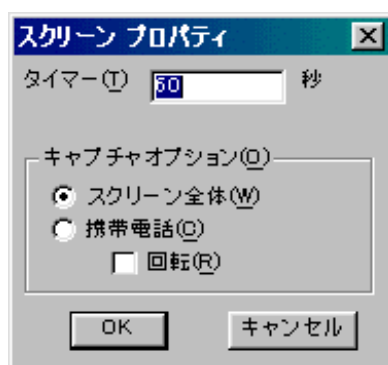 スクリーン プロパティ
タイマー(T) 60 秒
キャプチャオプション(O)
スクリーン全体(W)
携帯電話(C)
回転(R)
OK キャンセル